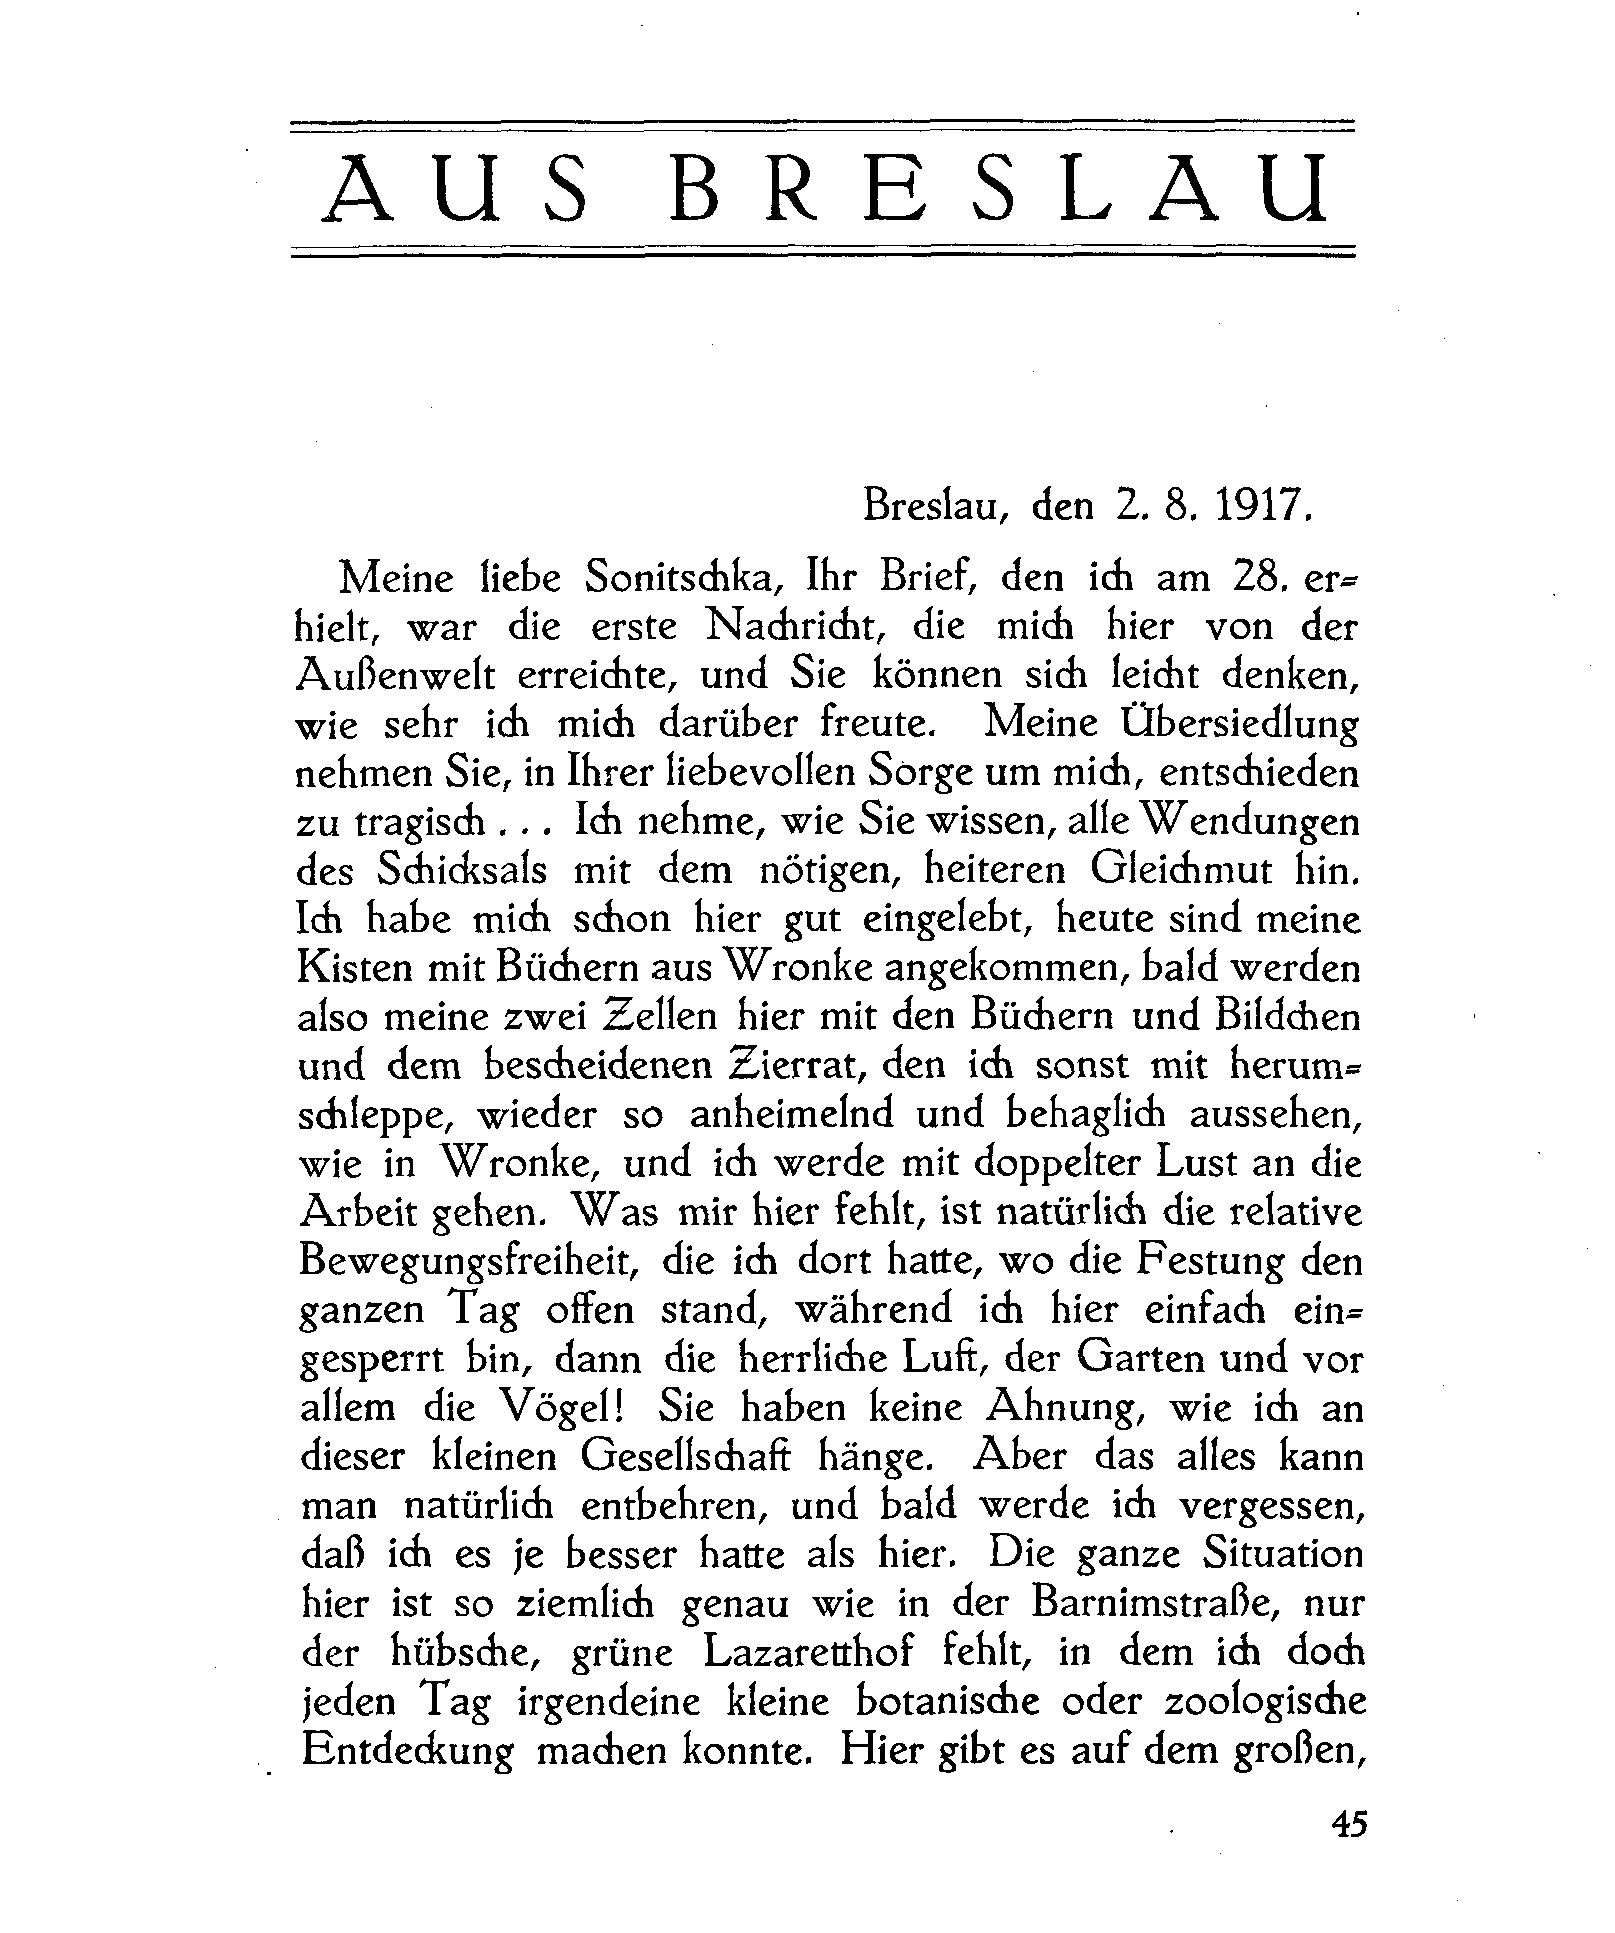 AUS BRESLAU
Breslau, den 2. 8. 1917.
Meine liebe Sonitschka, Ihr Brief, den ich am 28. er=
hielt, war die erste Nachricht, die mich hier von der
Außenwelt erreichte, und Sie können sich leicht denken,
wie sehr ich mich darüber freute. Meine Übersiedlung
nehmen Sie, in Ihrer liebevollen Sorge um mich, entschieden
zu tragisch . . . Ich nehme, wie Sie wissen, alle Wendungen
des Schicksals mit dem nötigen, heiteren Gleichmut hin.
Ich habe mich schon hier gut eingelebt, heute sind meine
Kisten mit Büchern aus Wronke angekommen, bald werden
also meine zwei Zellen hier mit den Büchern und Bildchen
und dem bescheidenen Zierrat, den ich sonst mit herum=
schleppe, wieder so anheimelnd und behaglich aussehen,
wie in Wronke, und ich werde mit doppelter Lust an die
Arbeit gehen. Was mir hier fehlt, ist natürlich die relative
Bewegungsfreiheit, die ich dort hatte, wo die Festung den
ganzen Tag offen stand, während ich hier einfach ein=
gesperrt bin, dann die herrliche Luft, der Garten und vor
allem die Vögel! Sie haben keine Ahnung, wie ich an
dieser kleinen Gesellschaft hänge. Aber das alles kann
man natürlich entbehren, und bald werde ich vergessen,
daß ich es je besser hatte als hier. Die ganze Situation
hier ist so ziemlich genau wie in der Barnimstraße, nur
der hübsche, grüne Lazaretthof fehlt, in dem ich doch
jeden Tag irgendeine kleine botanische oder zoologische
Entdeckung machen konnte. Hier gibt es auf dem großen,
45